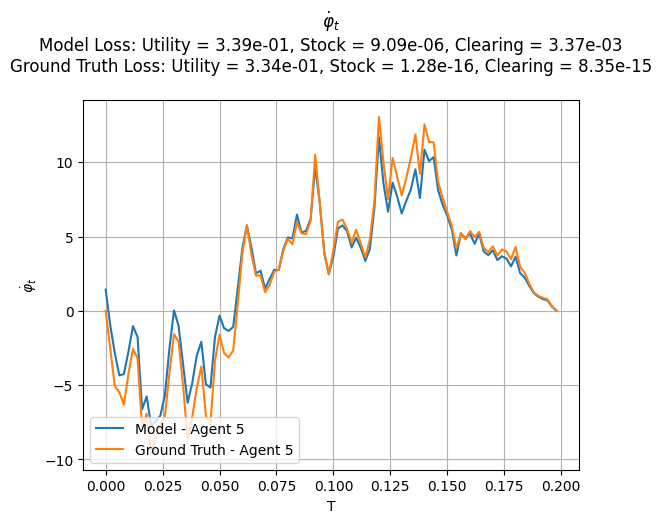 φ̇ₜ
Model Loss: Utility = 3.39e-01, Stock = 9.09e-06, Clearing = 3.37e-03
Ground Truth Loss: Utility = 3.34e-01, Stock = 1.28e-16, Clearing = 8.35e-15
10
5
0
−5
−10
φ̇ₜ
Model - Agent 5
Ground Truth - Agent 5
0.000 0.025 0.050 0.075 0.100 0.125 0.150 0.175 0.200
T